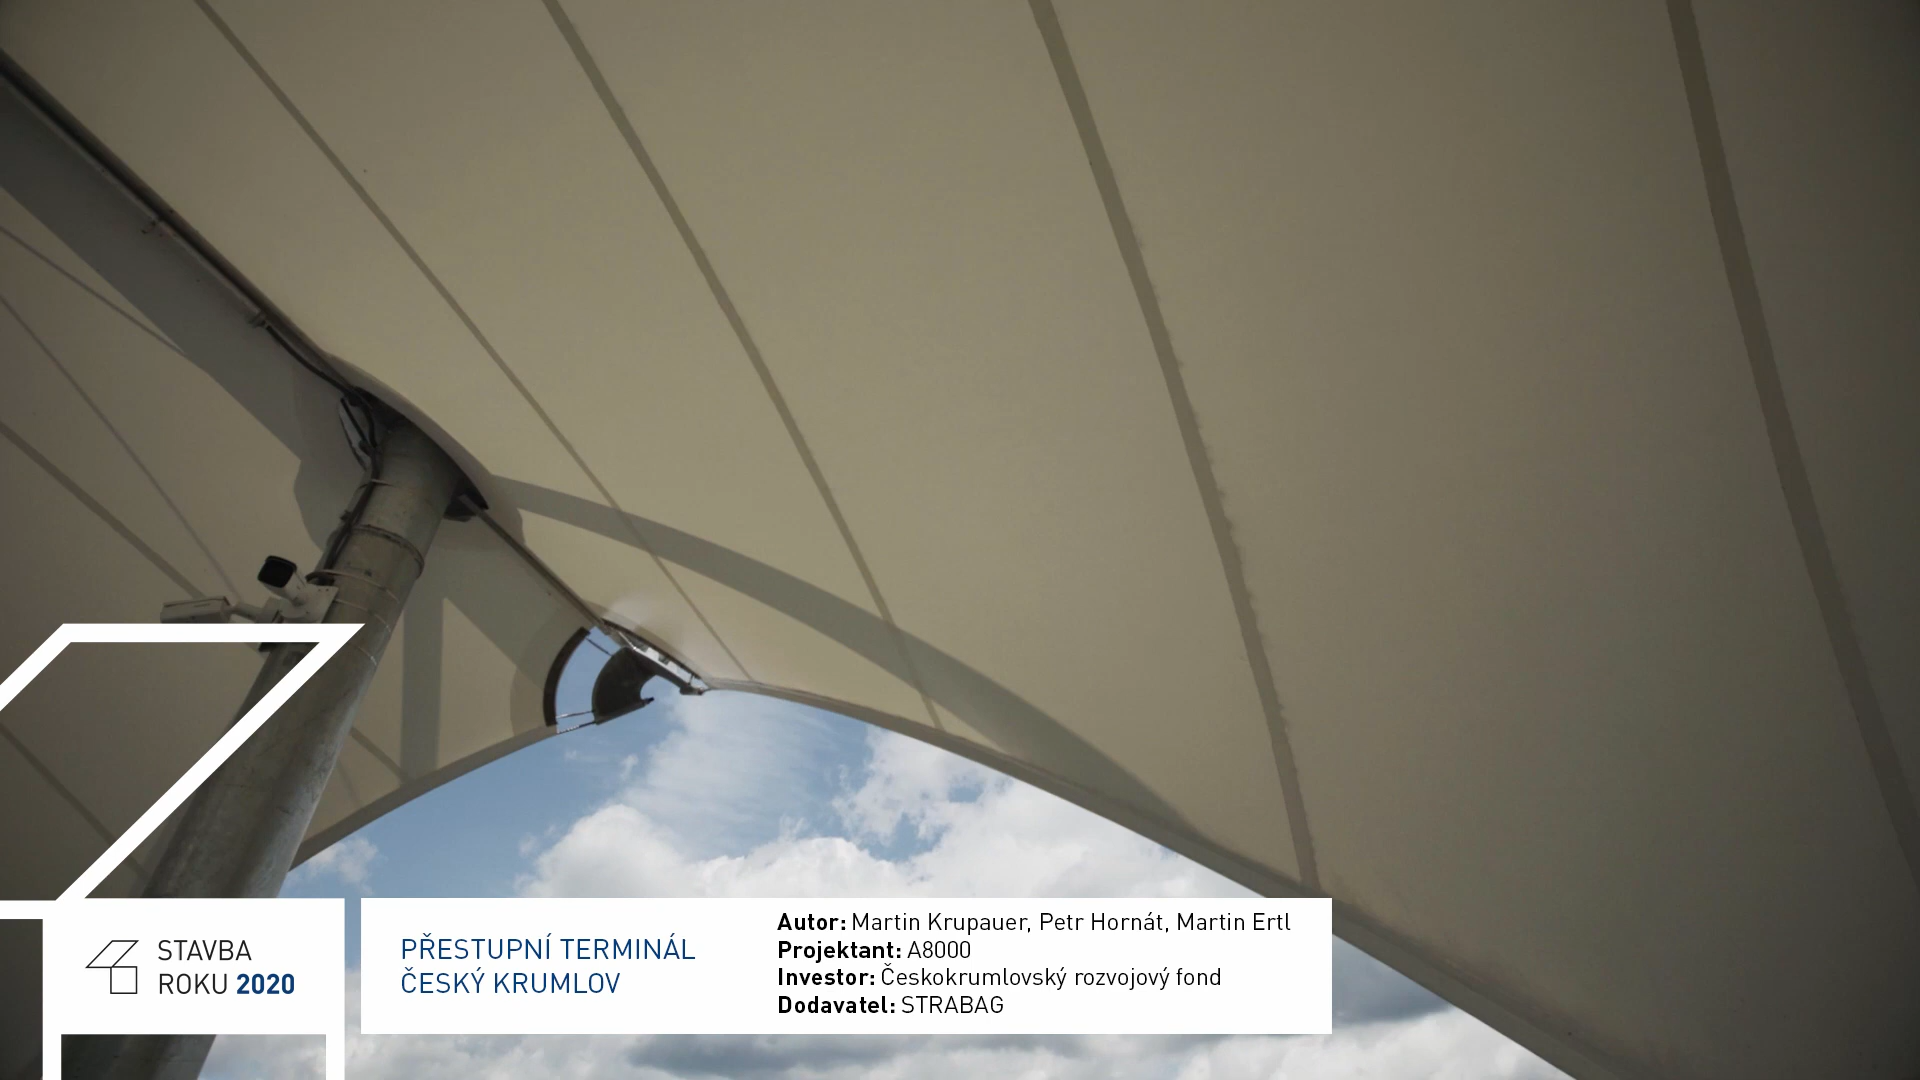 STAVBA
ROKU 2020
PŘESTUPNÍ TERMINÁL
ČESKÝ KRUMLOV
Autor: Martin Krupauer, Petr Hornát, Martin Ertl
Projektant: A8000
Investor: Českokrumlovský rozvojový fond
Dodavatel: STRABAG